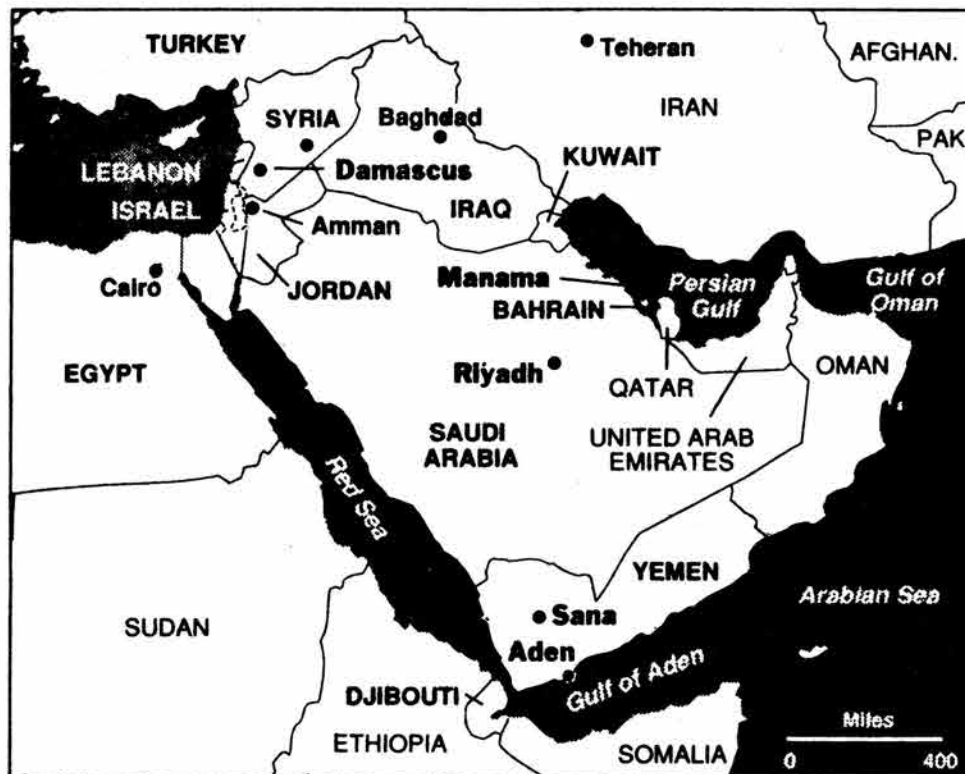 TURKEY
Teheran
AFGHAN.
SYRIA
Baghdad
IRAN
PAK
KUWAIT
LEBANON
Damascus
ISRAEL
Amman
IRAQ
Cairo
JORDAN
Manama
BAHRAIN
Persian
Gulf
Gulf of
Oman
EGYPT
Riyadh
QATAR
OMAN
SAUDI
ARABIA
UNITED ARAB
EMIRATES
Red Sea
YEMEN
SUDAN
Sana
Aden
Arabian Sea
Gulf of Aden
DJIBOUTI
ETHIOPIA
SOMALIA
Miles
0 400